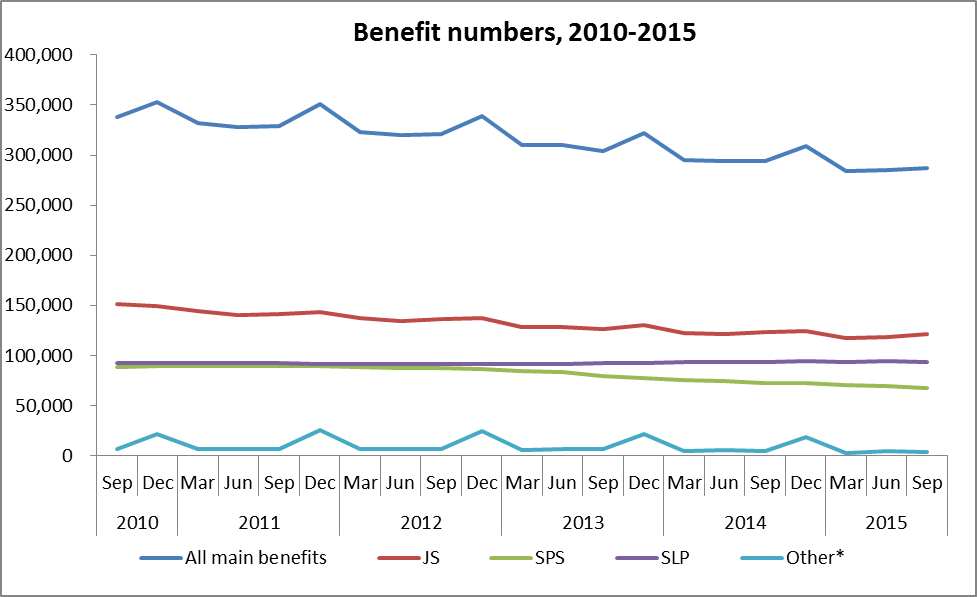 Benefit numbers, 2010-2015
400,000
350,000
300,000
250,000
200,000
150,000
100,000
50,000
0
Sep Dec Mar Jun Sep Dec Mar Jun Sep Dec Mar Jun Sep Dec Mar Jun Sep Dec Mar Jun Sep
2010 2011 2012 2013 2014 2015
All main benefits JS SPS SLP Other*